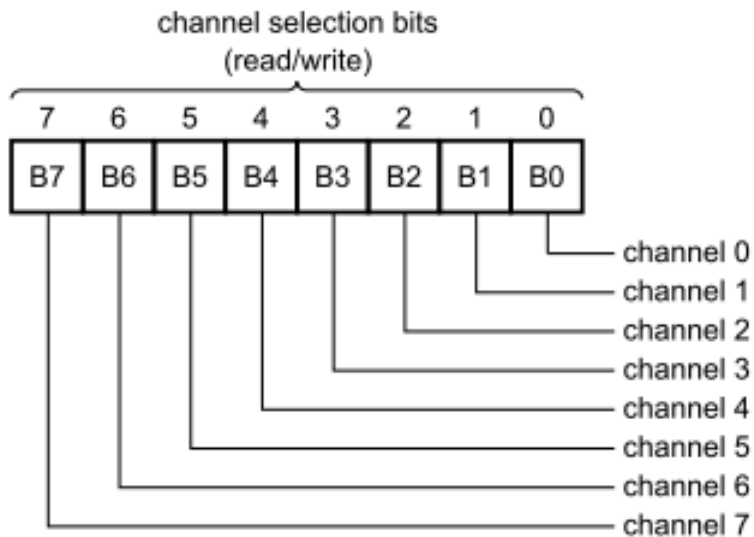 channel selection bits
(read/write)
7 6 5 4 3 2 1 0
B7 B6 B5 B4 B3 B2 B1 B0
channel 0
channel 1
channel 2
channel 3
channel 4
channel 5
channel 6
channel 7